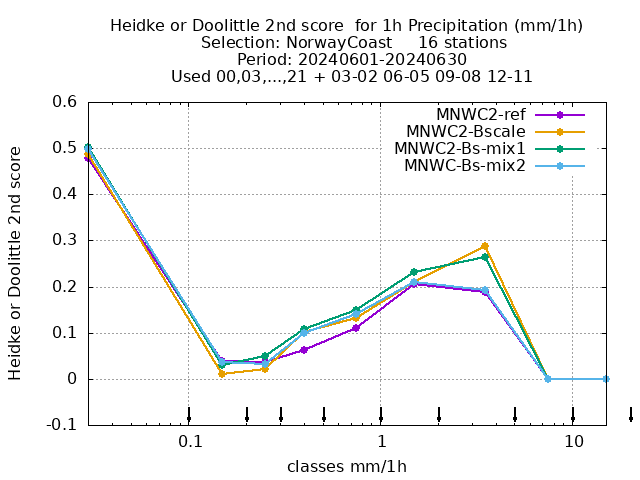 Heidke or Doolittle 2nd score  for 1h Precipitation (mm/1h)
Selection: NorwayCoast     16 stations
Period: 20240601-20240630
Used 00,03,...,21 + 03-02 06-05 09-08 12-11
MNWC2-ref
MNWC2-Bscale
MNWC2-Bs-mix1
MNWC-Bs-mix2
Heidke or Doolittle 2nd score
0.6
0.5
0.4
0.3
0.2
0.1
0
-0.1
0.1 1 10
classes mm/1h